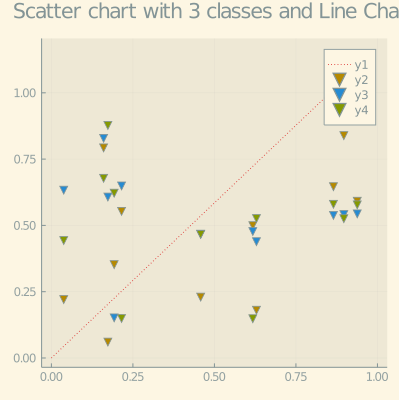 Scatter chart with 3 classes and Line Cha
y1
y2
y3
y4
1.00
0.75
0.50
0.25
0.00
0.00 0.25 0.50 0.75 1.00